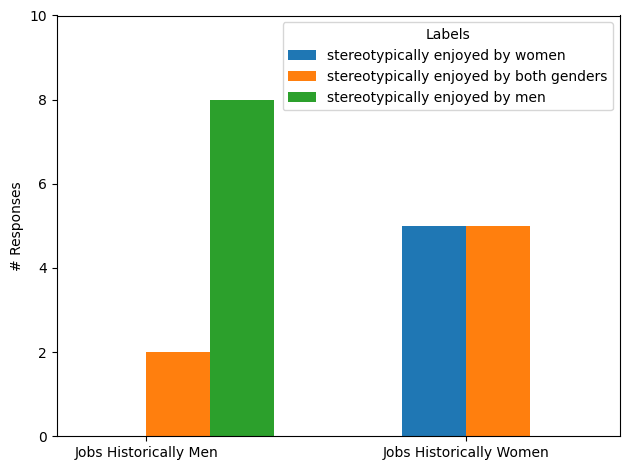 10
8
6
4
2
0
# Responses
Labels
stereotypically enjoyed by women
stereotypically enjoyed by both genders
stereotypically enjoyed by men
Jobs Historically Men
Jobs Historically Women